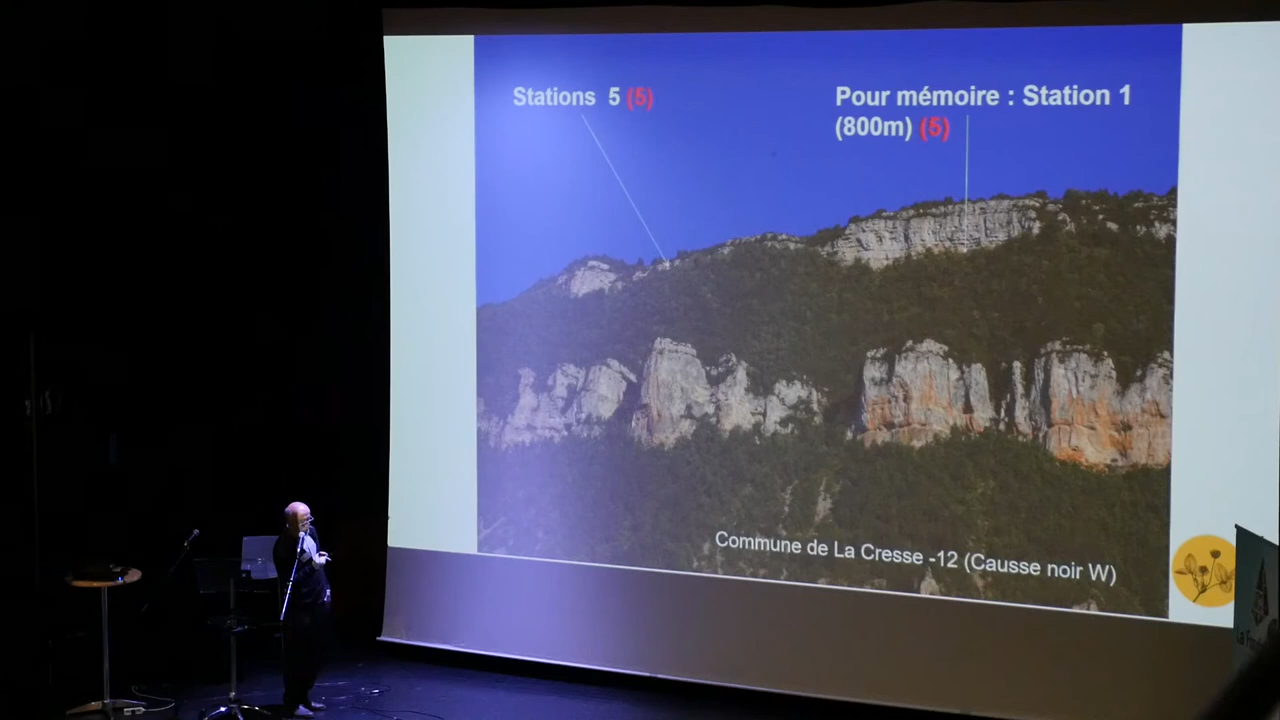 Stations 5 (5)
Pour mémoire : Station 1
(800m) (5)
Commune de La Cresse -12 (Causse noir W)